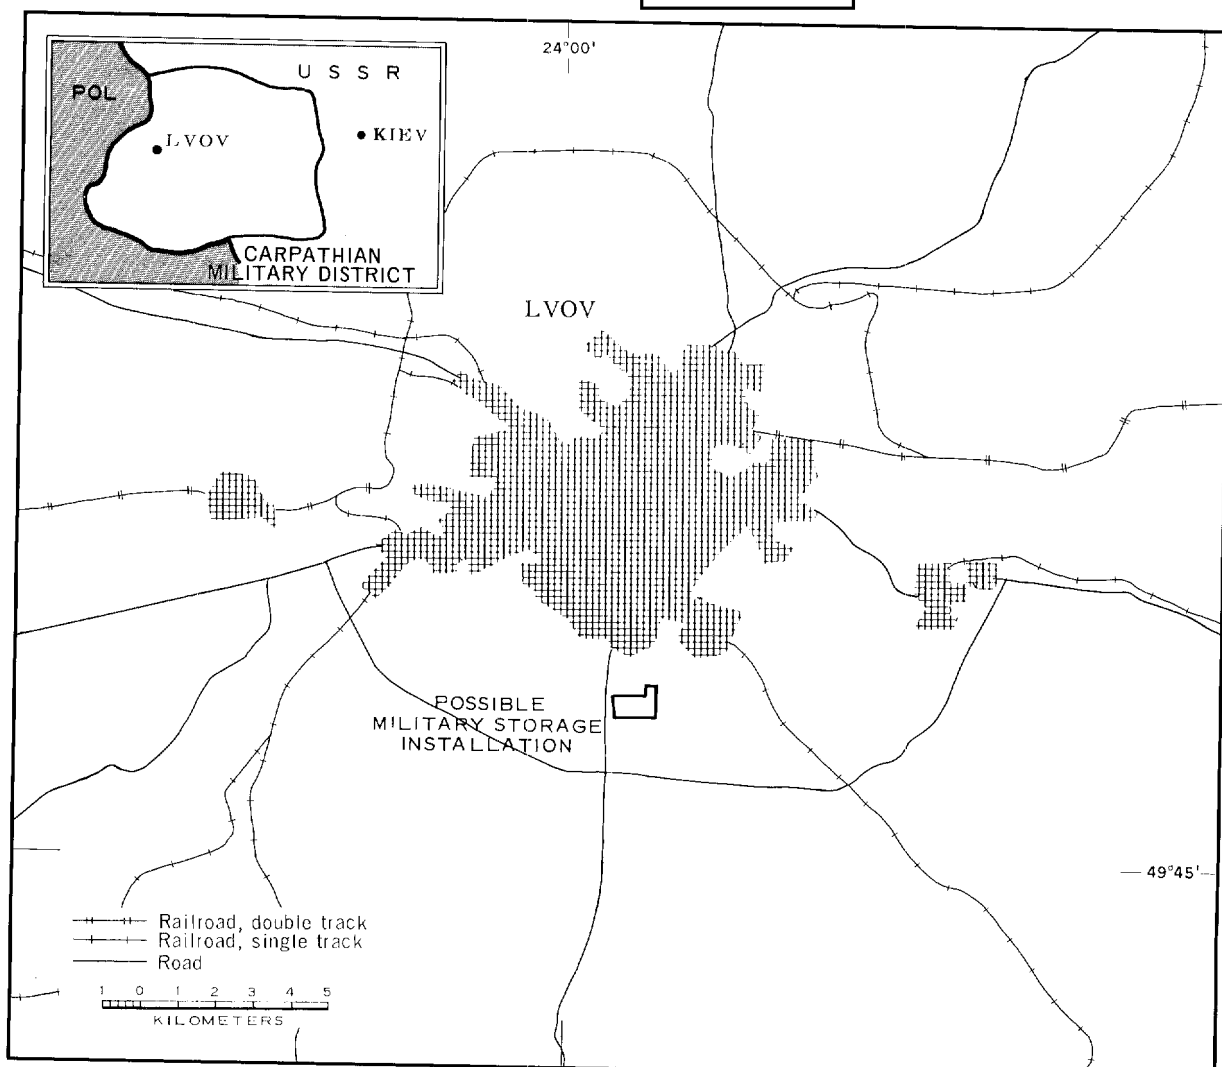 24°00'
U S S R
POL
LVOV
KIEV
CARPATHIAN
MILITARY DISTRICT
LVOV
POSSIBLE
MILITARY STORAGE
INSTALLATION
49°45'
Railroad, double track
Railroad, single track
Road
1 0 1 2 3 4 5
KILOMETERS